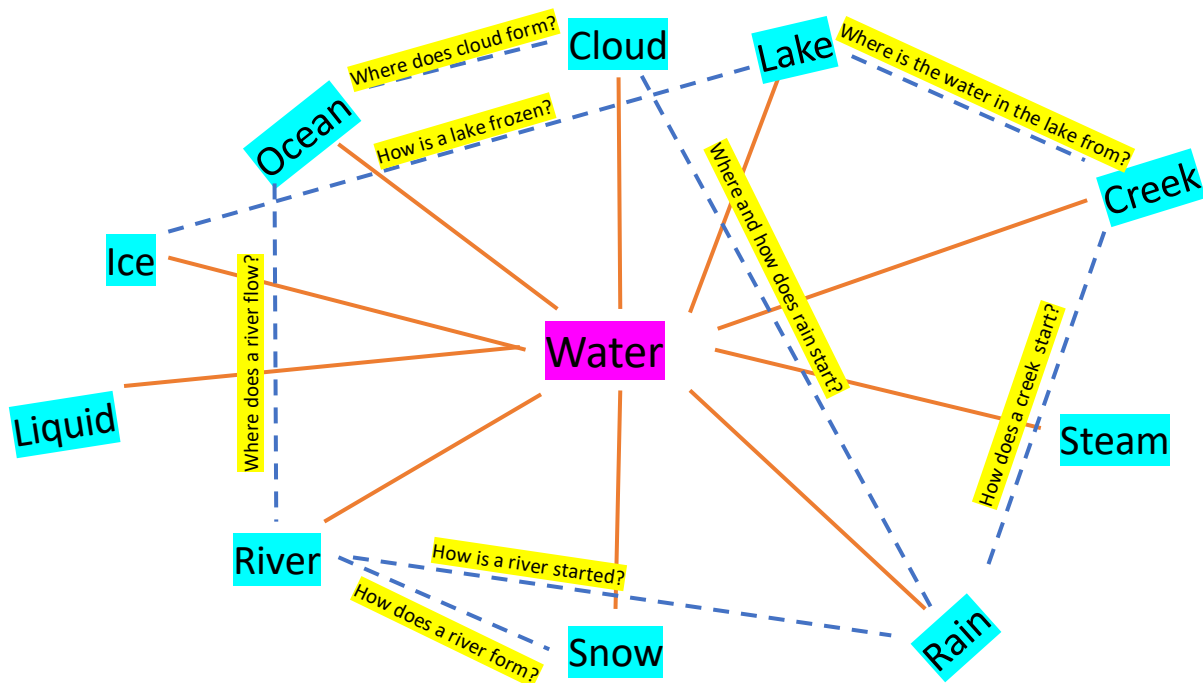 Where does cloud form?
Cloud
Lake
Where is the water in the lake from?
Ocean
How is a lake frozen?
Where and how does rain start?
Creek
Ice
Where does a river flow?
Water
How does a creek start?
Liquid
Steam
River
How is a river started?
How does a river form?
Snow
Rain